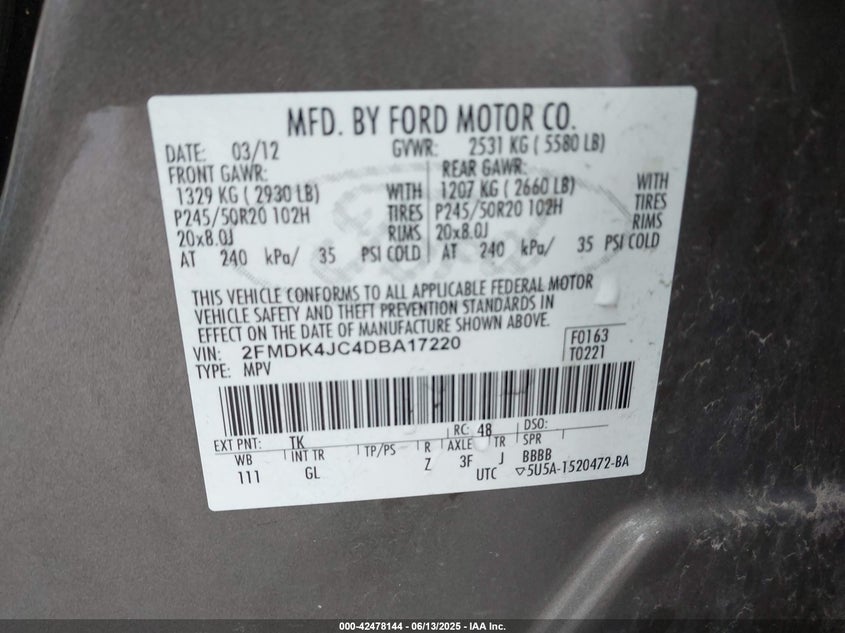 MFD. BY FORD MOTOR CO.
DATE: 03/12 GVWR: 2531 KG ( 5580 LB)
FRONT GAWR: REAR GAWR:
1329 KG ( 2930 LB) WITH 1207 KG ( 2660 LB) WITH
P245/50R20 102H TIRES P245/50R20 102H TIRES
20x8.0J RIMS 20x8.0J RIMS
AT 240 kPa/ 35 PSI COLD AT 240 kPa/ 35 PSI COLD
THIS VEHICLE CONFORMS TO ALL APPLICABLE FEDERAL MOTOR
VEHICLE SAFETY AND THEFT PREVENTION STANDARDS IN
EFFECT ON THE DATE OF MANUFACTURE SHOWN ABOVE.
VIN: 2FMDK4JC4DBA17220 F0163
TYPE: MPV T0221
EXT PNT: TK RC: 48 DSO:
WB INT TR TP/PS R AXLE TR SPR
111 GL Z 3F J BBBB
UTC ▽5U5A-1520472-BA
000-42478144 - 06/13/2025 - IAA Inc.